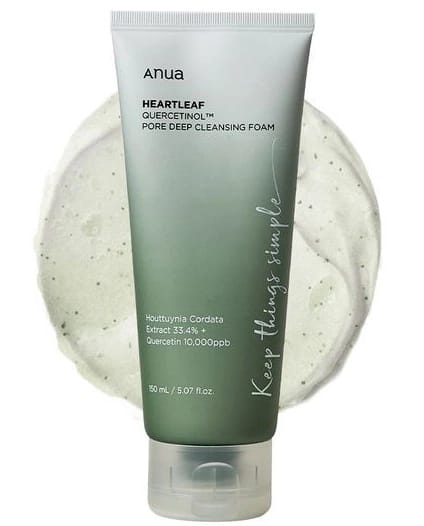 Anua
HEARTLEAF
QUERCETINOL™
PORE DEEP CLEANSING FOAM
Keep things simple
Houttuynia Cordata
Extract 33.4% +
Quercetin 10,000ppb
150 mL / 5.07 fl.oz.